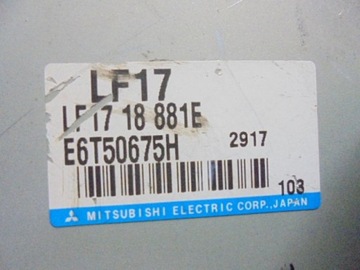 LF17
LF17 18 881E
E6T50675H 2917
103
MITSUBISHI ELECTRIC CORP., JAPAN